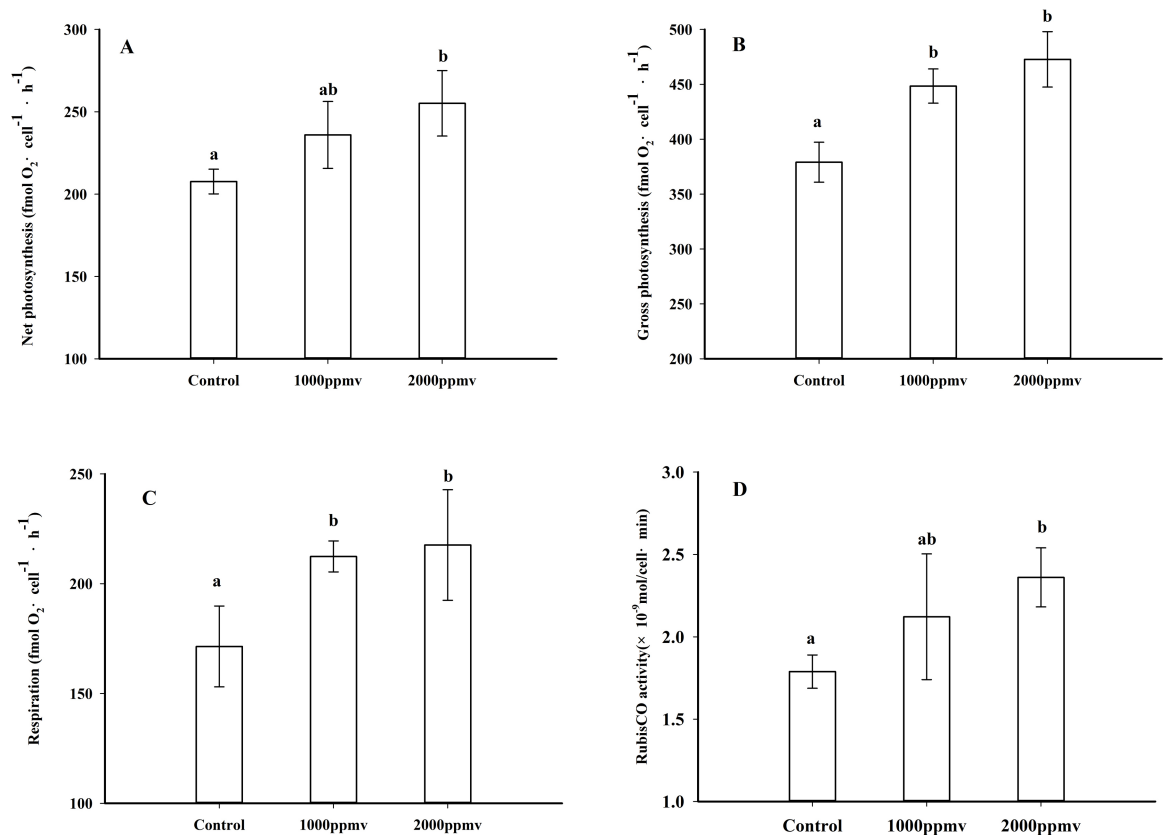 A
Net photosynthesis (fmol O₂· cell⁻¹ · h⁻¹)
300
250
200
150
100
a
ab
b
Control
1000ppmv
2000ppmv
B
Gross photosynthesis (fmol O₂· cell⁻¹ · h⁻¹)
500
450
400
350
300
250
200
a
b
b
Control
1000ppmv
2000ppmv
C
Respiration (fmol O₂· cell⁻¹ · h⁻¹)
250
200
150
100
a
b
b
Control
1000ppmv
2000ppmv
D
RubisCO activity(× 10⁻⁹mol/cell· min)
3.0
2.5
2.0
1.5
1.0
a
ab
b
Control
1000ppmv
2000ppmv